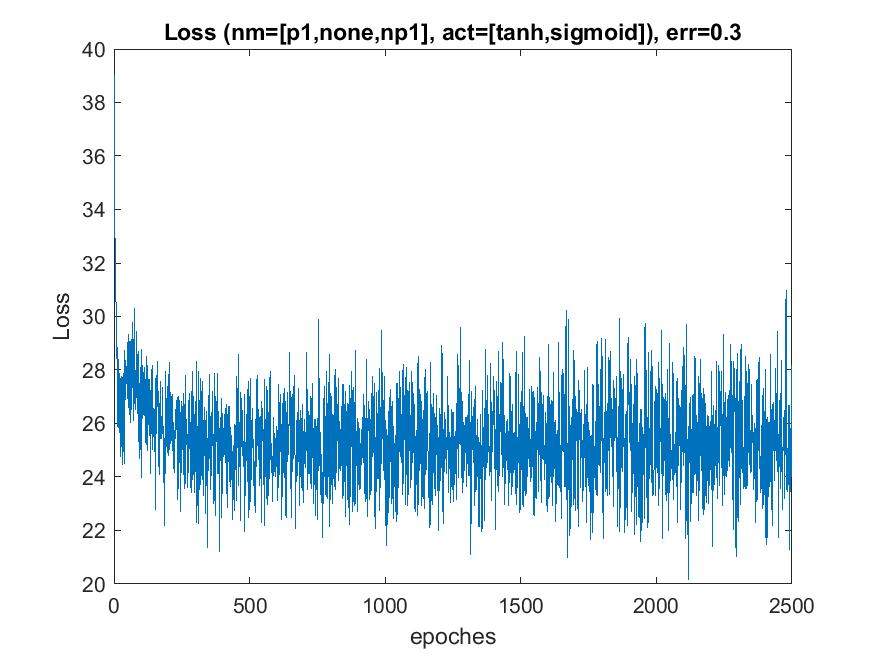 Loss (nm=[p1,none,np1], act=[tanh,sigmoid]), err=0.3
40
38
36
34
32
30
28
26
24
22
20
Loss
0 500 1000 1500 2000 2500
epoches